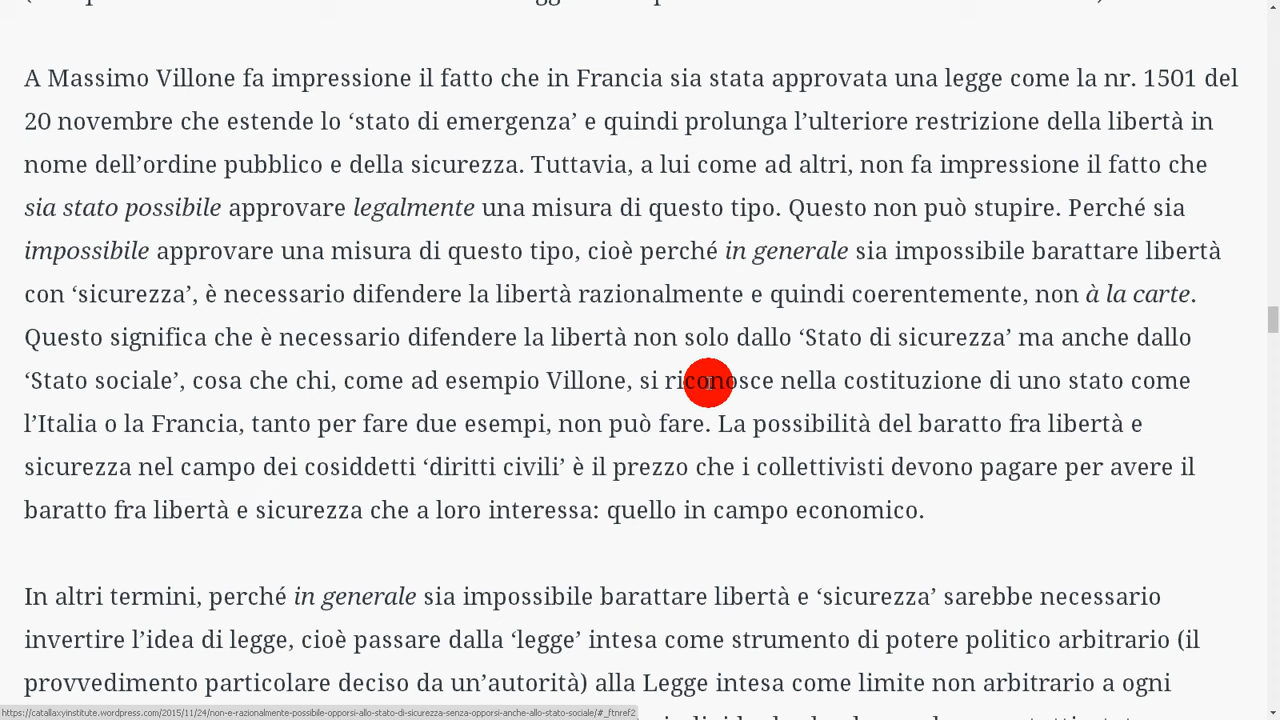 A Massimo Villone fa impressione il fatto che in Francia sia stata approvata una legge come la nr. 1501 del
20 novembre che estende lo ‘stato di emergenza’ e quindi prolunga l’ulteriore restrizione della libertà in
nome dell’ordine pubblico e della sicurezza. Tuttavia, a lui come ad altri, non fa impressione il fatto che
sia stato possibile approvare legalmente una misura di questo tipo. Questo non può stupire. Perché sia
impossibile approvare una misura di questo tipo, cioè perché in generale sia impossibile barattare libertà
con ‘sicurezza’, è necessario difendere la libertà razionalmente e quindi coerentemente, non à la carte.
Questo significa che è necessario difendere la libertà non solo dallo ‘Stato di sicurezza’ ma anche dallo
‘Stato sociale’, cosa che chi, come ad esempio Villone, si riconosce nella costituzione di uno stato come
l’Italia o la Francia, tanto per fare due esempi, non può fare. La possibilità del baratto fra libertà e
sicurezza nel campo dei cosiddetti ‘diritti civili’ è il prezzo che i collettivisti devono pagare per avere il
baratto fra libertà e sicurezza che a loro interessa: quello in campo economico.
In altri termini, perché in generale sia impossibile barattare libertà e ‘sicurezza’ sarebbe necessario
invertire l’idea di legge, cioè passare dalla ‘legge’ intesa come strumento di potere politico arbitrario (il
provvedimento particolare deciso da un’autorità) alla Legge intesa come limite non arbitrario a ogni
https://catallaxyinstitute.wordpress.com/2015/11/24/non-e-razionalmente-possibile-opporsi-allo-stato-di-sicurezza-senza-opporsi-anche-allo-stato-sociale/#_ftnref2